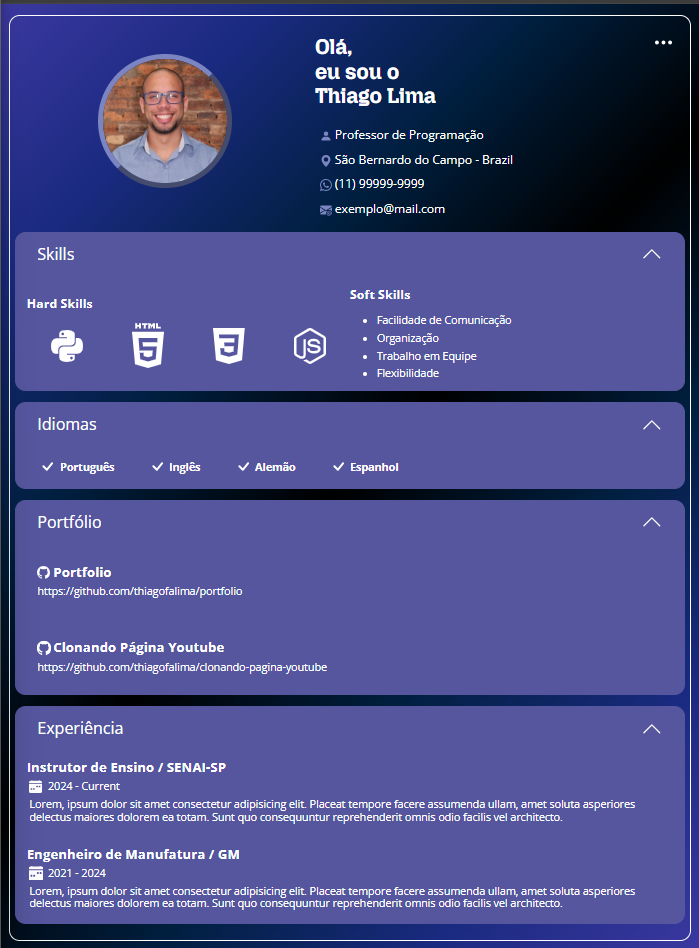 Olá,
eu sou o
Thiago Lima
Professor de Programação
São Bernardo do Campo - Brazil
(11) 99999-9999
exemplo@mail.com
Skills
Hard Skills
HTML
5
3
JS
Soft Skills
Facilidade de Comunicação
Organização
Trabalho em Equipe
Flexibilidade
Idiomas
Português
Inglês
Alemão
Espanhol
Portfólio
Portfolio
https://github.com/thiagofalima/portfolio
Clonando Página Youtube
https://github.com/thiagofalima/clonando-pagina-youtube
Experiência
Instrutor de Ensino / SENAI-SP
2024 - Current
Lorem, ipsum dolor sit amet consectetur adipisicing elit. Placeat tempore facere assumenda ullam, amet soluta asperiores
delectus maiores dolorem ea totam. Sunt quo consequuntur reprehenderit omnis odio facilis vel architecto.
Engenheiro de Manufatura / GM
2021 - 2024
Lorem, ipsum dolor sit amet consectetur adipisicing elit. Placeat tempore facere assumenda ullam, amet soluta asperiores
delectus maiores dolorem ea totam. Sunt quo consequuntur reprehenderit omnis odio facilis vel architecto.